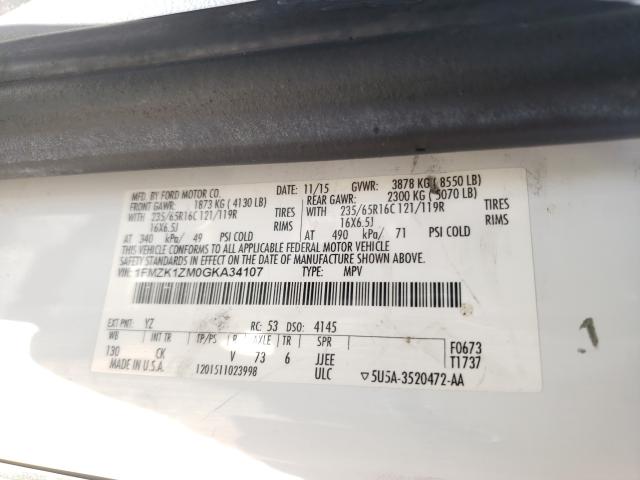 MFD. BY FORD MOTOR CO.
DATE: 11/15 GVWR: 3878 KG ( 8550 LB)
FRONT GAWR: 1873 KG ( 4130 LB)
REAR GAWR: 2300 KG ( 5070 LB)
WITH 235/65R16C 121/119R TIRES
WITH 235/65R16C 121/119R TIRES
16X6.5J RIMS
16X6.5J RIMS
AT 340 kPa/ 49 PSI COLD
AT 490 kPa/ 71 PSI COLD
THIS VEHICLE CONFORMS TO ALL APPLICABLE FEDERAL MOTOR VEHICLE
SAFETY STANDARDS IN EFFECT ON THE DATE OF MANUFACTURE SHOWN ABOVE.
VIN: 1FMZK1ZM0GKA34107 TYPE: MPV
EXT PNT: YZ RC: 53 DSO: 4145
WB INT TR TP/PS R AXLE TR SPR F0673
130 CK V 73 6 JJEE T1737
MADE IN U.S.A. 1201511023998 ULC ▽5U5A-3520472-AA